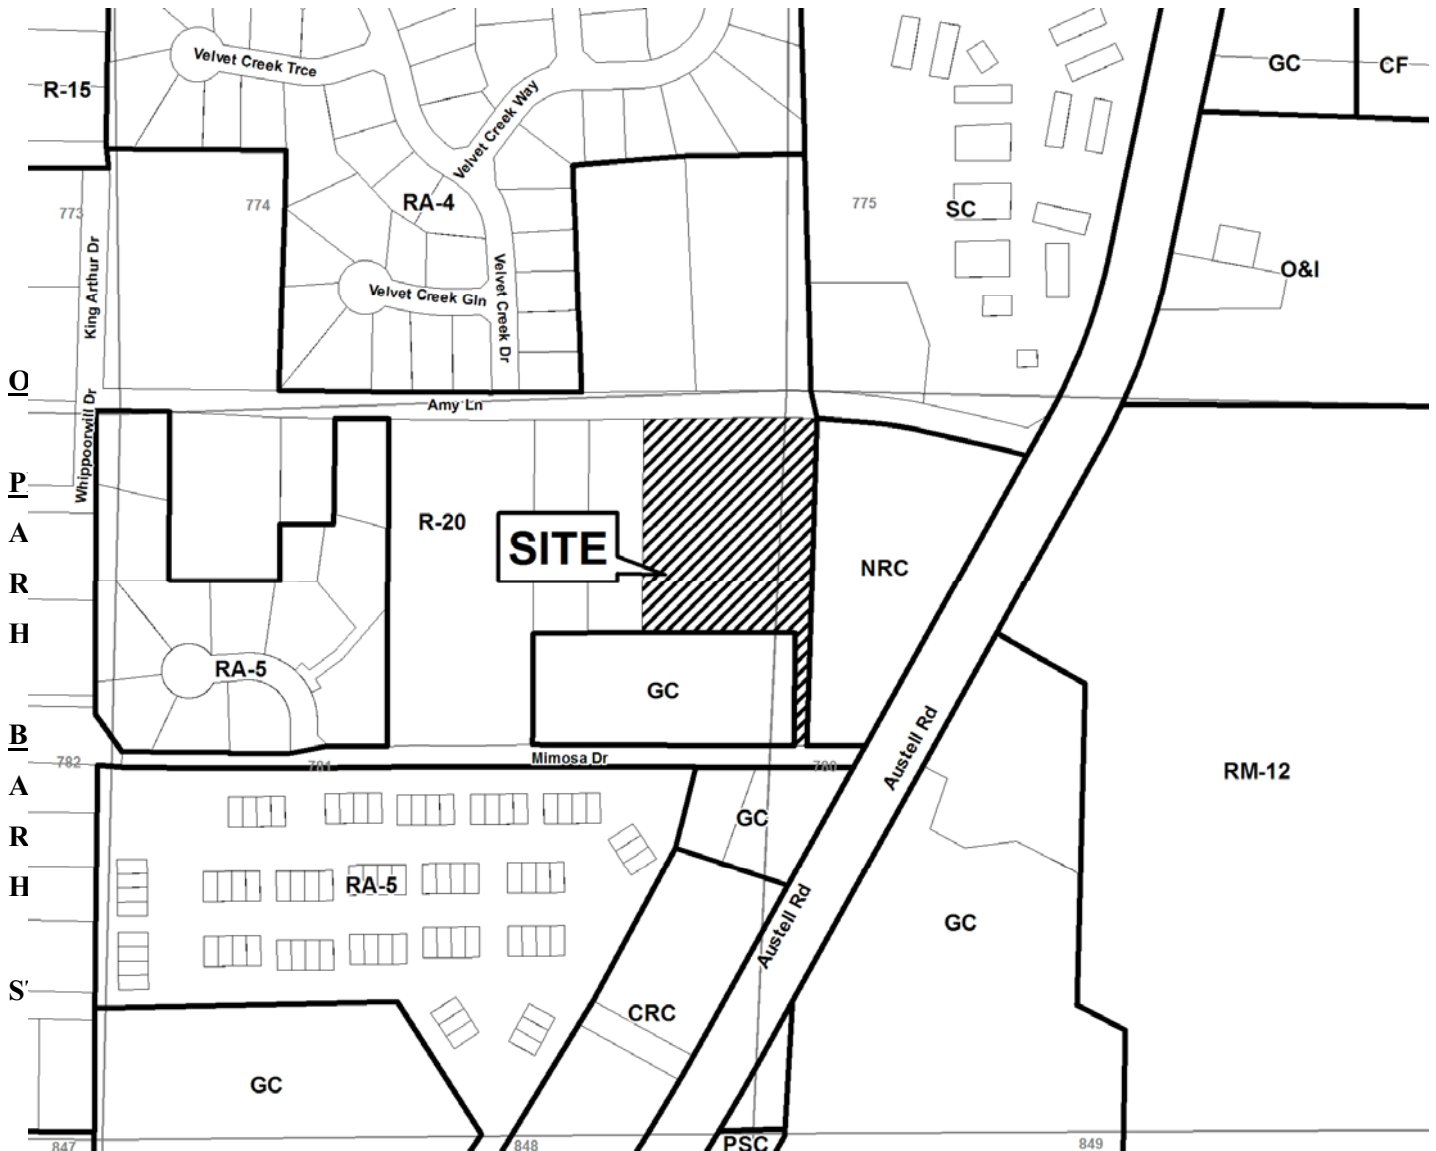 Velvet Creek Trce
R-15
GC
CF
Velvet Creek Way
773
774
RA-4
775
SC
King Arthur Dr
Velvet Creek Gln
Velvet Creek Dr
O&I
O
Amy Ln
Whippoorwill Dr
P
A
R-20
SITE
NRC
R
H
RA-5
GC
B
Austell Rd
782
781
Mimosa Dr
780
RM-12
A
GC
R
RA-5
H
Austell Rd
GC
S
CRC
GC
847
848
PSC
849